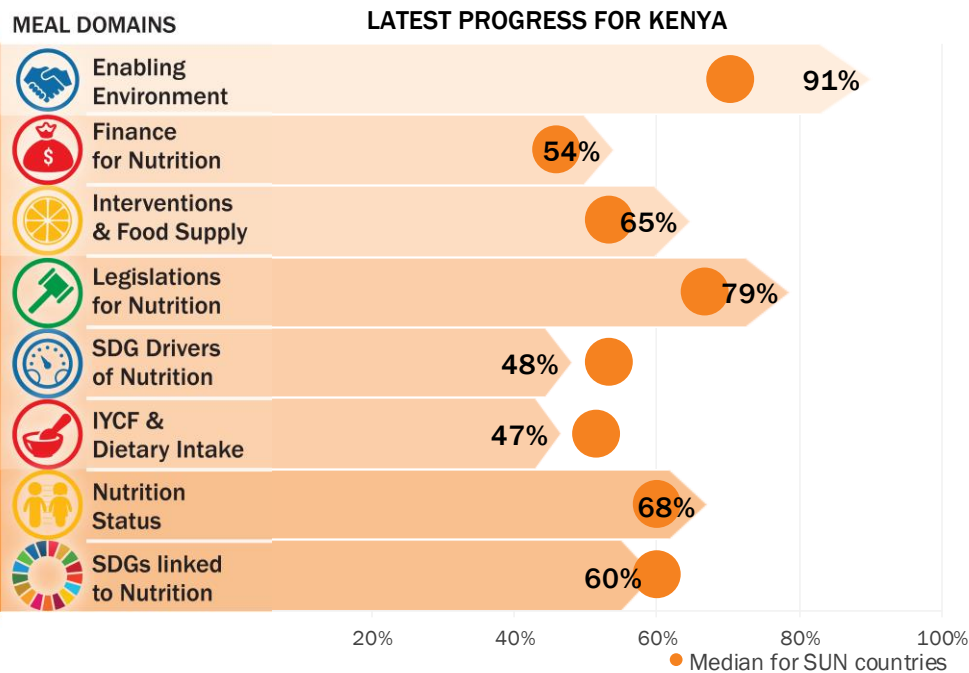 MEAL DOMAINS
LATEST PROGRESS FOR KENYA
Enabling
Environment
91%
Finance
for Nutrition
$
54%
Interventions
& Food Supply
65%
Legislations
for Nutrition
79%
SDG Drivers
of Nutrition
48%
IYCF &
Dietary Intake
47%
Nutrition
Status
68%
SDGs linked
to Nutrition
60%
20%
40%
60%
80%
100%
Median for SUN countries